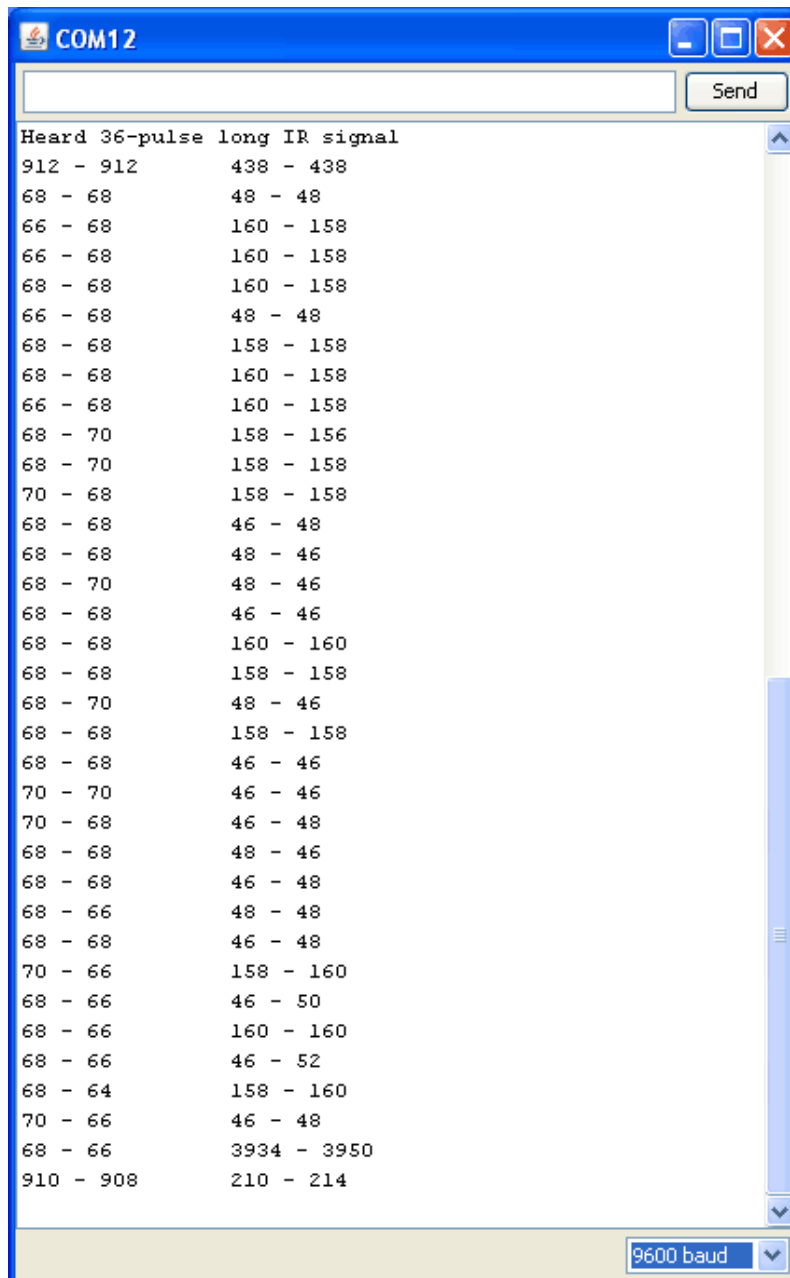 COM12
Send
Heard 36-pulse long IR signal
912 - 912 438 - 438
68 - 68 48 - 48
66 - 68 160 - 158
66 - 68 160 - 158
68 - 68 160 - 158
66 - 68 48 - 48
68 - 68 158 - 158
68 - 68 160 - 158
66 - 68 160 - 158
68 - 70 158 - 156
68 - 70 158 - 158
70 - 68 158 - 158
68 - 68 46 - 48
68 - 68 48 - 46
68 - 70 48 - 46
68 - 68 46 - 46
68 - 68 160 - 160
68 - 68 158 - 158
68 - 70 48 - 46
68 - 68 158 - 158
68 - 68 46 - 46
70 - 70 46 - 46
70 - 68 46 - 48
68 - 68 48 - 46
68 - 68 46 - 48
68 - 66 48 - 48
68 - 68 46 - 48
70 - 66 158 - 160
68 - 66 46 - 50
68 - 66 160 - 160
68 - 66 46 - 52
68 - 64 158 - 160
70 - 66 46 - 48
68 - 66 3934 - 3950
910 - 908 210 - 214
9600 baud